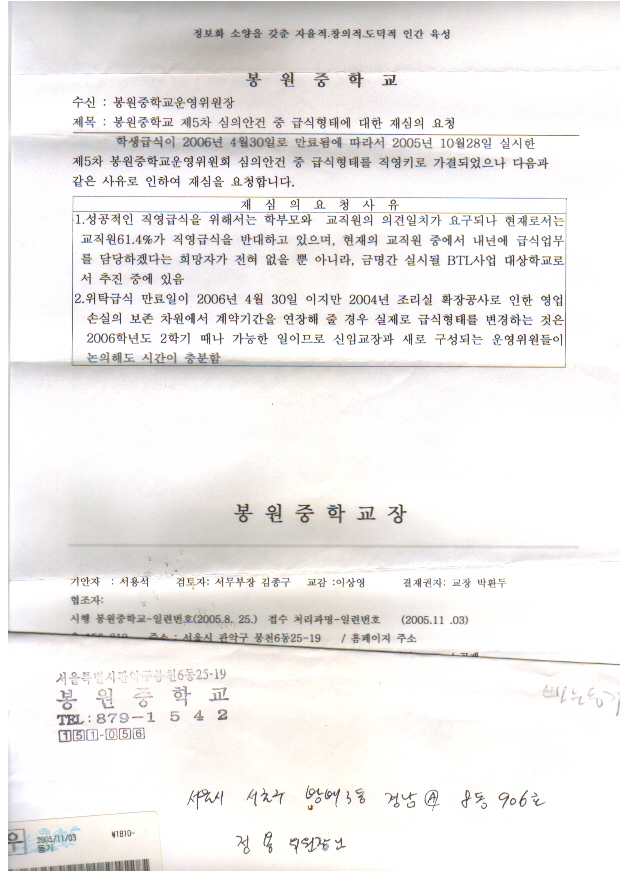 정보화 소양을 갖춘 자율적.창의적.도덕적 인간 육성
봉 원 중 학 교
수신 : 봉원중학교운영위원장
제목 : 봉원중학교 제5차 심의안건 중 급식형태에 대한 재심의 요청
학생급식이 2006년 4월30일로 만료됨에 따라서 2005년 10월28일 실시한
제5차 봉원중학교운영위원회 심의안건 중 급식형태를 직영키로 가결되었으나 다음과
같은 사유로 인하여 재심을 요청합니다.
재 심 의 요 청 사 유
1.성공적인 직영급식을 위해서는 학부모와 교직원의 의견일치가 요구되나 현재로서는
교직원61.4%가 직영급식을 반대하고 있으며, 현재의 교직원 중에서 내년에 급식업무
를 담당하겠다는 희망자가 전혀 없을 뿐 아니라, 금명간 실시될 BTL사업 대상학교로
서 추진 중에 있음
2.위탁급식 만료일이 2006년 4월 30일 이지만 2004년 조리실 확장공사로 인한 영업
손실의 보존 차원에서 계약기간을 연장해 줄 경우 실제로 급식형태를 변경하는 것은
2006학년도 2학기 때나 가능한 일이므로 신임교장과 새로 구성되는 운영위원들이
논의해도 시간이 충분함
봉 원 중 학 교 장
기안자 : 서용석 검토자: 서무부장 김종구 교감 :이상영 결재권자: 교장 박환두
협조자:
시행 봉원중학교-일련번호(2005.8. 25.) 접수 처리과명-일련번호 (2005.11 .03)
주소 : 서울시 관악구 봉천6동25-19 / 홈페이지 주소
서울특별시관악구봉천6동25-19
봉 원 중 학 교
TEL:879-1 5 4 2
151-056
서울시 서초구 방배3동 경남 Ⓐ 8동 906호
정 용 위원장님
우
2005/11/03
등기
₩1810-